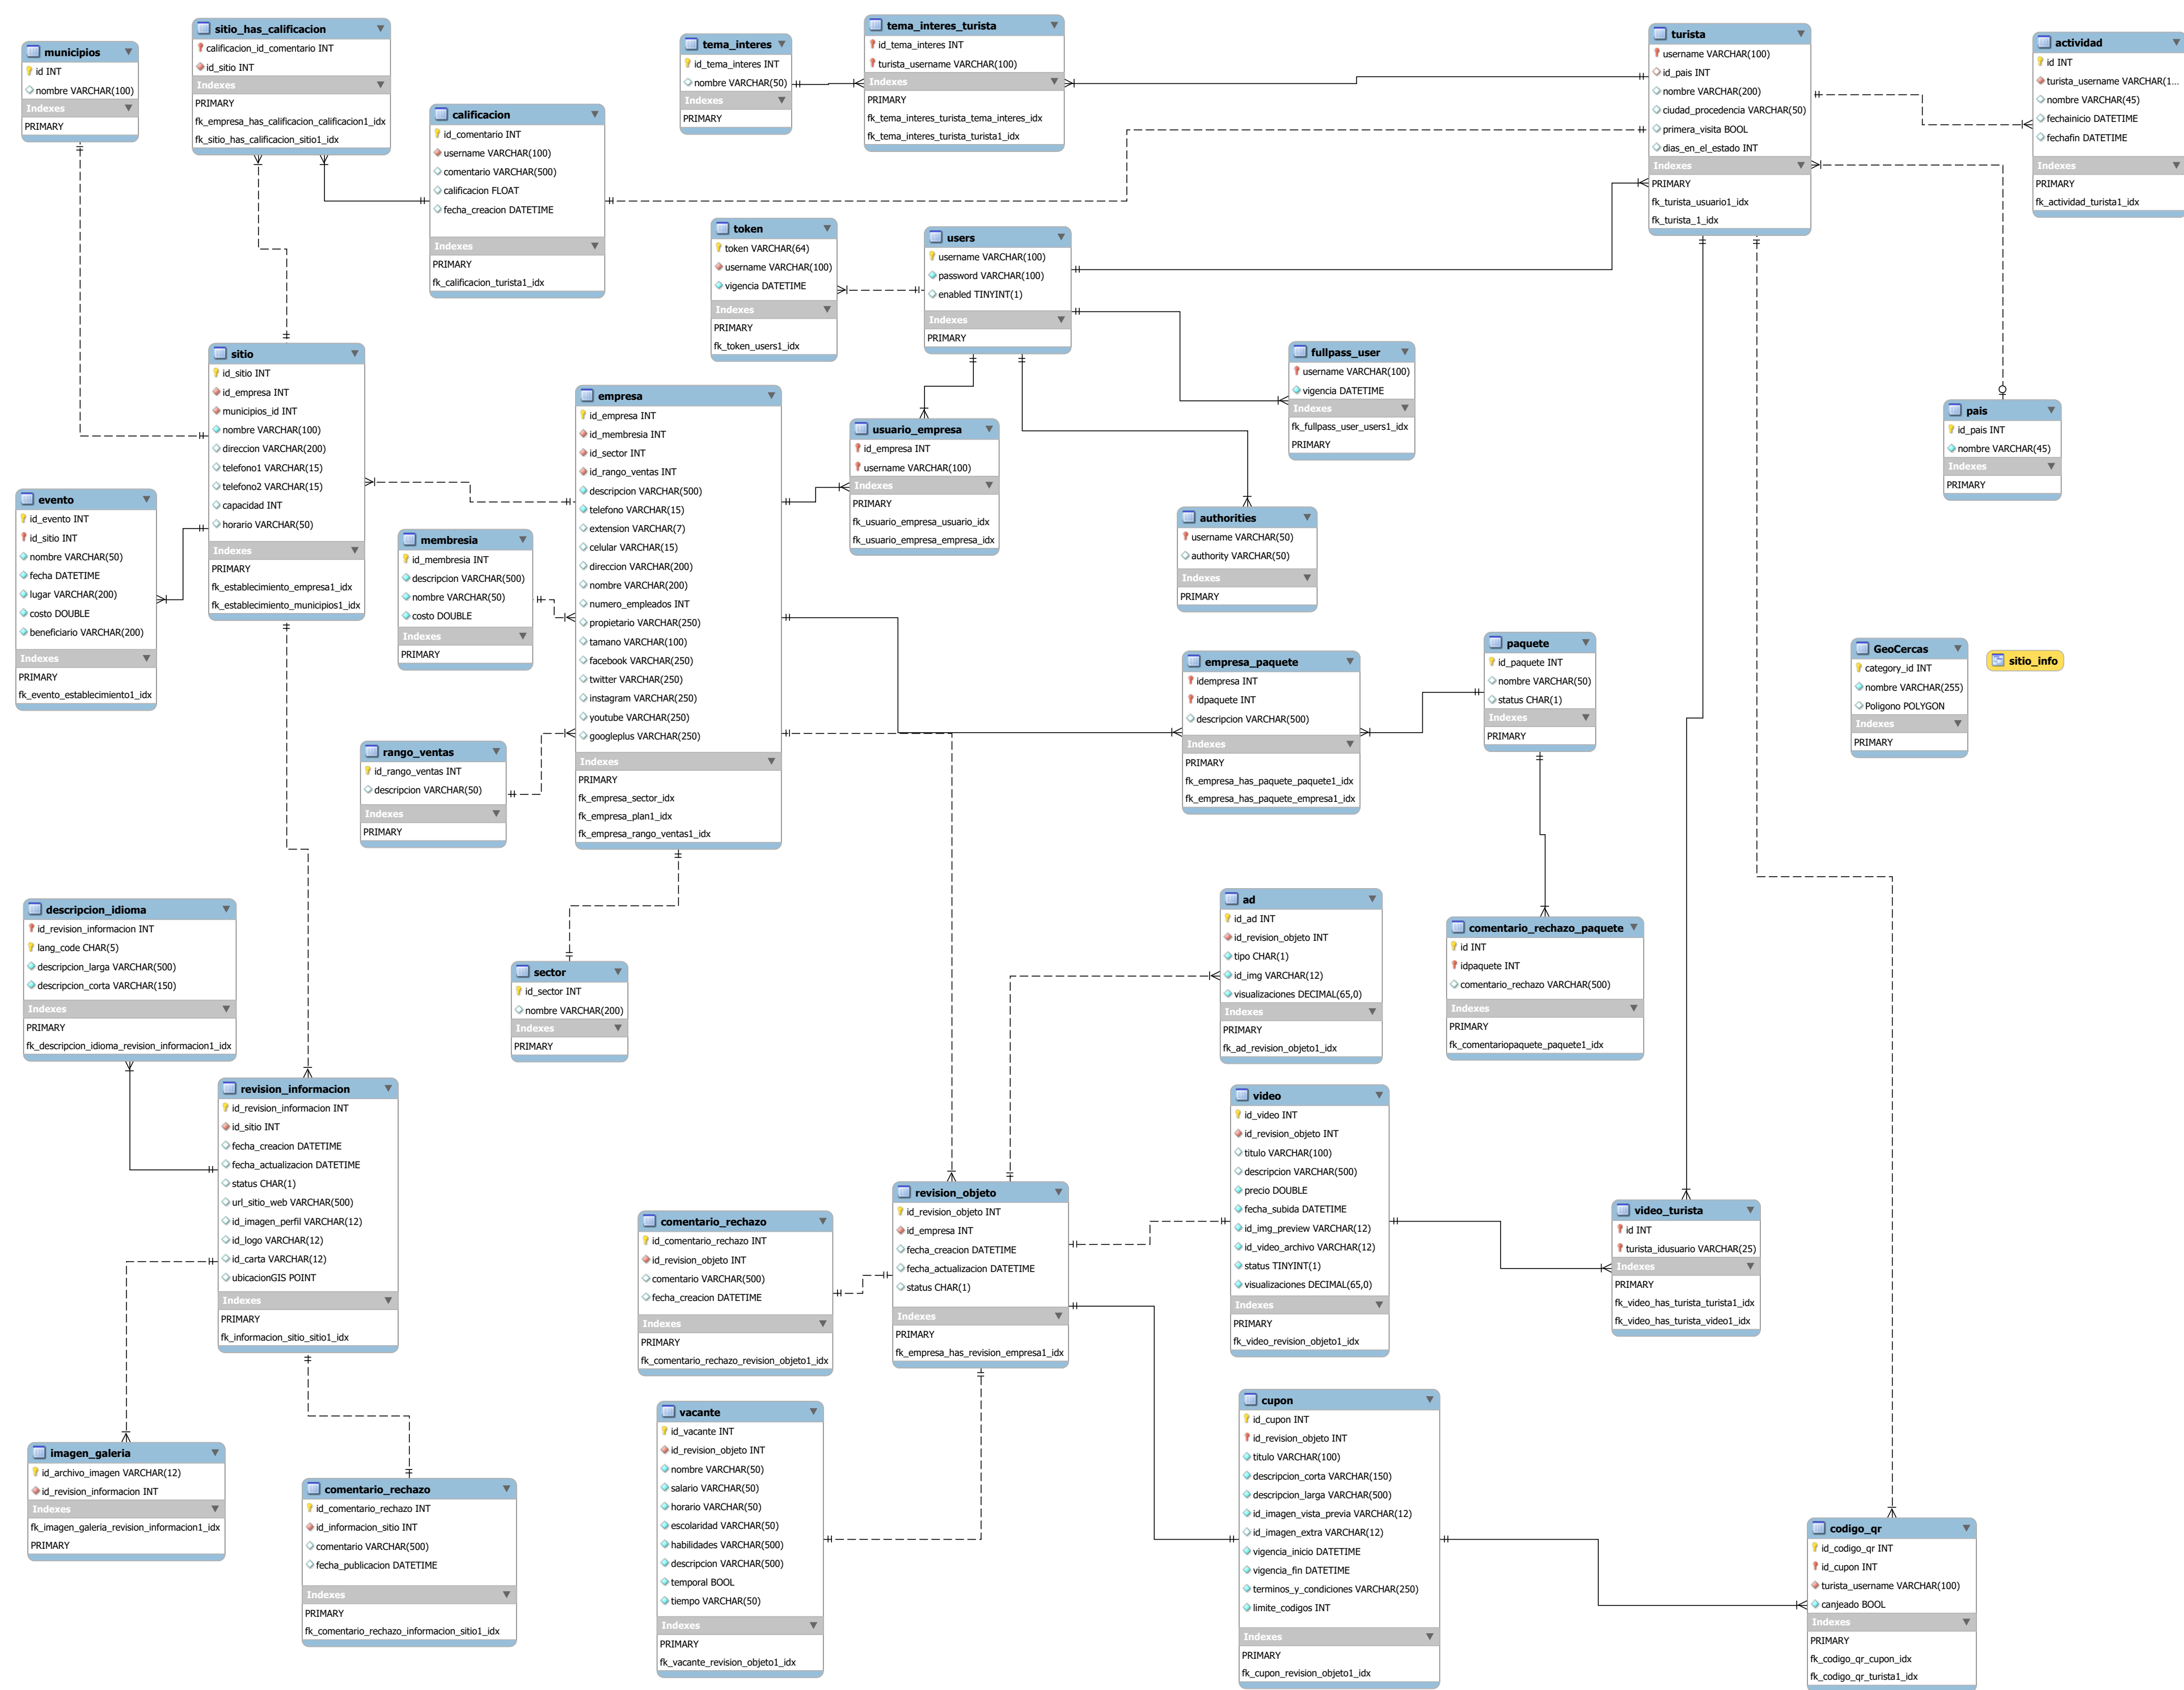 municipios
id INT
nombre VARCHAR(100)
Indexes
PRIMARY
sitio_has_calificacion
calificacion_id_comentario INT
id_sitio INT
Indexes
PRIMARY
fk_empresa_has_calificacion_calificacion1_idx
fk_sitio_has_calificacion_sitio1_idx
calificacion
id_comentario INT
username VARCHAR(100)
comentario VARCHAR(500)
calificacion FLOAT
fecha_creacion DATETIME
Indexes
PRIMARY
fk_calificacion_turista1_idx
tema_interes
id_tema_interes INT
nombre VARCHAR(50)
Indexes
PRIMARY
tema_interes_turista
id_tema_interes INT
turista_username VARCHAR(100)
Indexes
PRIMARY
fk_tema_interes_turista_tema_interes_idx
fk_tema_interes_turista_turista1_idx
turista
username VARCHAR(100)
id_pais INT
nombre VARCHAR(200)
ciudad_procedencia VARCHAR(50)
primera_visita BOOL
dias_en_el_estado INT
Indexes
PRIMARY
fk_turista_usuario1_idx
fk_turista_1_idx
actividad
id INT
turista_username VARCHAR(1...
nombre VARCHAR(45)
fechainicio DATETIME
fechafin DATETIME
Indexes
PRIMARY
fk_actividad_turista1_idx
token
token VARCHAR(64)
username VARCHAR(100)
vigencia DATETIME
Indexes
PRIMARY
fk_token_users1_idx
users
username VARCHAR(100)
password VARCHAR(100)
enabled TINYINT(1)
Indexes
PRIMARY
sitio
id_sitio INT
id_empresa INT
municipios_id INT
nombre VARCHAR(100)
direccion VARCHAR(200)
telefono1 VARCHAR(15)
telefono2 VARCHAR(15)
capacidad INT
horario VARCHAR(50)
Indexes
PRIMARY
fk_establecimiento_empresa1_idx
fk_establecimiento_municipios1_idx
fullpass_user
username VARCHAR(100)
vigencia DATETIME
Indexes
fk_fullpass_user_users1_idx
PRIMARY
empresa
id_empresa INT
id_membresia INT
id_sector INT
id_rango_ventas INT
descripcion VARCHAR(500)
telefono VARCHAR(15)
extension VARCHAR(7)
celular VARCHAR(15)
direccion VARCHAR(200)
nombre VARCHAR(200)
numero_empleados INT
propietario VARCHAR(250)
tamano VARCHAR(100)
facebook VARCHAR(250)
twitter VARCHAR(250)
instagram VARCHAR(250)
youtube VARCHAR(250)
googleplus VARCHAR(250)
Indexes
PRIMARY
fk_empresa_sector_idx
fk_empresa_plan1_idx
fk_empresa_rango_ventas1_idx
usuario_empresa
id_empresa INT
username VARCHAR(100)
Indexes
PRIMARY
fk_usuario_empresa_usuario_idx
fk_usuario_empresa_empresa_idx
pais
id_pais INT
nombre VARCHAR(45)
Indexes
PRIMARY
evento
id_evento INT
id_sitio INT
nombre VARCHAR(50)
fecha DATETIME
lugar VARCHAR(200)
costo DOUBLE
beneficiario VARCHAR(200)
Indexes
PRIMARY
fk_evento_establecimiento1_idx
membresia
id_membresia INT
descripcion VARCHAR(500)
nombre VARCHAR(50)
costo DOUBLE
Indexes
PRIMARY
authorities
username VARCHAR(50)
authority VARCHAR(50)
Indexes
PRIMARY
empresa_paquete
idempresa INT
idpaquete INT
descripcion VARCHAR(500)
Indexes
PRIMARY
fk_empresa_has_paquete_paquete1_idx
fk_empresa_has_paquete_empresa1_idx
paquete
id_paquete INT
nombre VARCHAR(50)
status CHAR(1)
Indexes
PRIMARY
GeoCercas
category_id INT
nombre VARCHAR(255)
Poligono POLYGON
Indexes
PRIMARY
sitio_info
rango_ventas
id_rango_ventas INT
descripcion VARCHAR(50)
Indexes
PRIMARY
descripcion_idioma
id_revision_informacion INT
lang_code CHAR(5)
descripcion_larga VARCHAR(500)
descripcion_corta VARCHAR(150)
Indexes
PRIMARY
fk_descripcion_idioma_revision_informacion1_idx
sector
id_sector INT
nombre VARCHAR(200)
Indexes
PRIMARY
ad
id_ad INT
id_revision_objeto INT
tipo CHAR(1)
id_img VARCHAR(12)
visualizaciones DECIMAL(65,0)
Indexes
PRIMARY
fk_ad_revision_objeto1_idx
comentario_rechazo_paquete
id INT
idpaquete INT
comentario_rechazo VARCHAR(500)
Indexes
PRIMARY
fk_comentariopaquete_paquete1_idx
revision_informacion
id_revision_informacion INT
id_sitio INT
fecha_creacion DATETIME
fecha_actualizacion DATETIME
status CHAR(1)
url_sitio_web VARCHAR(500)
id_imagen_perfil VARCHAR(12)
id_logo VARCHAR(12)
id_carta VARCHAR(12)
ubicacionGIS POINT
Indexes
PRIMARY
fk_informacion_sitio_sitio1_idx
video
id_video INT
id_revision_objeto INT
titulo VARCHAR(100)
descripcion VARCHAR(500)
precio DOUBLE
fecha_subida DATETIME
id_img_preview VARCHAR(12)
id_video_archivo VARCHAR(12)
status TINYINT(1)
visualizaciones DECIMAL(65,0)
Indexes
PRIMARY
fk_video_revision_objeto1_idx
comentario_rechazo
id_comentario_rechazo INT
id_revision_objeto INT
comentario VARCHAR(500)
fecha_creacion DATETIME
Indexes
PRIMARY
fk_comentario_rechazo_revision_objeto1_idx
revision_objeto
id_revision_objeto INT
id_empresa INT
fecha_creacion DATETIME
fecha_actualizacion DATETIME
status CHAR(1)
Indexes
PRIMARY
fk_empresa_has_revision_empresa1_idx
video_turista
id INT
turista_idusuario VARCHAR(25)
Indexes
PRIMARY
fk_video_has_turista_turista1_idx
fk_video_has_turista_video1_idx
imagen_galeria
id_archivo_imagen VARCHAR(12)
id_revision_informacion INT
Indexes
fk_imagen_galeria_revision_informacion1_idx
PRIMARY
comentario_rechazo
id_comentario_rechazo INT
id_informacion_sitio INT
comentario VARCHAR(500)
fecha_publicacion DATETIME
Indexes
PRIMARY
fk_comentario_rechazo_informacion_sitio1_idx
vacante
id_vacante INT
id_revision_objeto INT
nombre VARCHAR(50)
salario VARCHAR(50)
horario VARCHAR(50)
escolaridad VARCHAR(50)
habilidades VARCHAR(500)
descripcion VARCHAR(500)
temporal BOOL
tiempo VARCHAR(50)
Indexes
PRIMARY
fk_vacante_revision_objeto1_idx
cupon
id_cupon INT
id_revision_objeto INT
titulo VARCHAR(100)
descripcion_corta VARCHAR(150)
descripcion_larga VARCHAR(500)
id_imagen_vista_previa VARCHAR(12)
id_imagen_extra VARCHAR(12)
vigencia_inicio DATETIME
vigencia_fin DATETIME
terminos_y_condiciones VARCHAR(250)
limite_codigos INT
Indexes
PRIMARY
fk_cupon_revision_objeto1_idx
codigo_qr
id_codigo_qr INT
id_cupon INT
turista_username VARCHAR(100)
canjeado BOOL
Indexes
PRIMARY
fk_codigo_qr_cupon_idx
fk_codigo_qr_turista1_idx